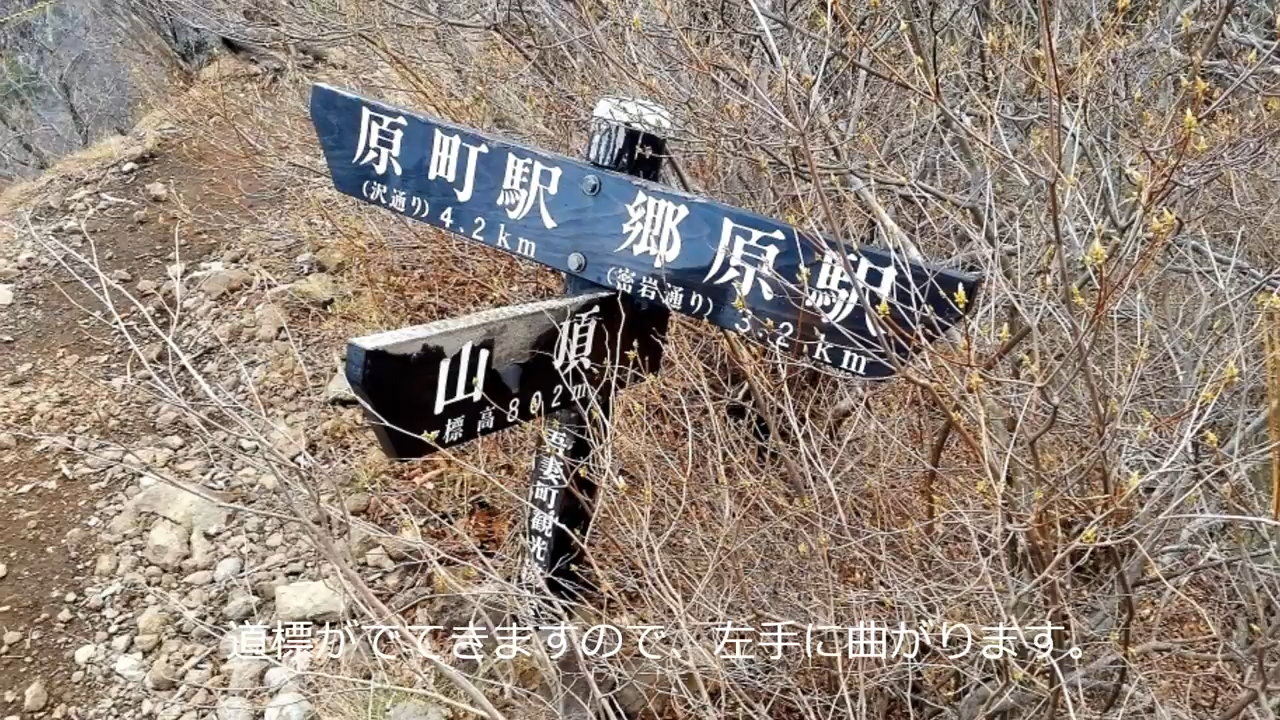 原町駅
(沢通り) 4.2km
郷原駅
(密岩通り) 3.2km
山頂
標高802m
吾妻町観光
道標がでてきますので、左手に曲がります。